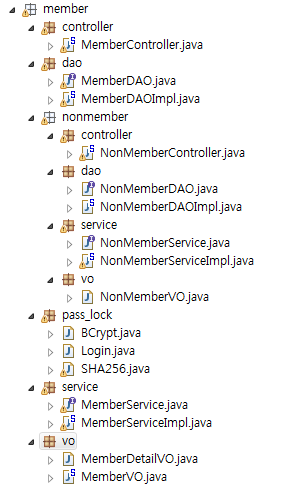 member
controller
MemberController.java
dao
MemberDAO.java
MemberDAOImpl.java
nonmember
controller
NonMemberController.java
dao
NonMemberDAO.java
NonMemberDAOImpl.java
service
NonMemberService.java
NonMemberServiceImpl.java
vo
NonMemberVO.java
pass_lock
BCrypt.java
Login.java
SHA256.java
service
MemberService.java
MemberServiceImpl.java
vo
MemberDetailVO.java
MemberVO.java